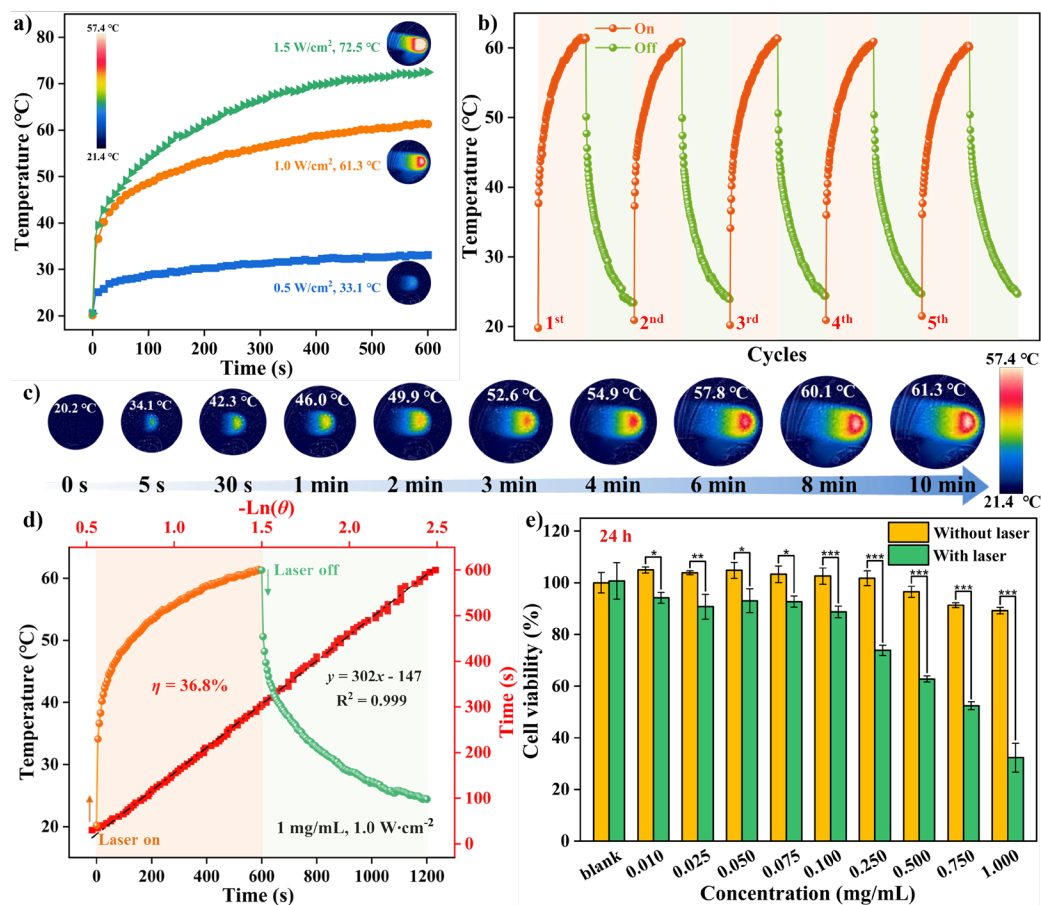 a)
57.4 ℃
21.4 ℃
1.5 W/cm², 72.5 ℃
1.0 W/cm², 61.3 ℃
0.5 W/cm², 33.1 ℃
Temperature (℃)
80
70
60
50
40
30
20
0 100 200 300 400 500 600
Time (s)
b)
On
Off
Temperature (℃)
60
50
40
30
20
1st 2nd 3rd 4th 5th
Cycles
c)
20.2 ℃ 34.1 ℃ 42.3 ℃ 46.0 ℃ 49.9 ℃ 52.6 ℃ 54.9 ℃ 57.8 ℃ 60.1 ℃ 61.3 ℃
0 s 5 s 30 s 1 min 2 min 3 min 4 min 6 min 8 min 10 min
57.4 ℃
21.4 ℃
d)
-Ln(θ)
0.5 1.0 1.5 2.0 2.5
Temperature (℃)
60
50
40
30
20
Laser off
η = 36.8%
y = 302x - 147
R² = 0.999
Laser on
1 mg/mL, 1.0 W·cm⁻²
600
500
400
300
200
100
0
Time (s)
0 200 400 600 800 1000 1200
Time (s)
e)
24 h
Without laser
With laser
* ** * * *** *** *** *** ***
Cell viability (%)
120
100
80
60
40
20
0
blank 0.010 0.025 0.050 0.075 0.100 0.250 0.500 0.750 1.000
Concentration (mg/mL)